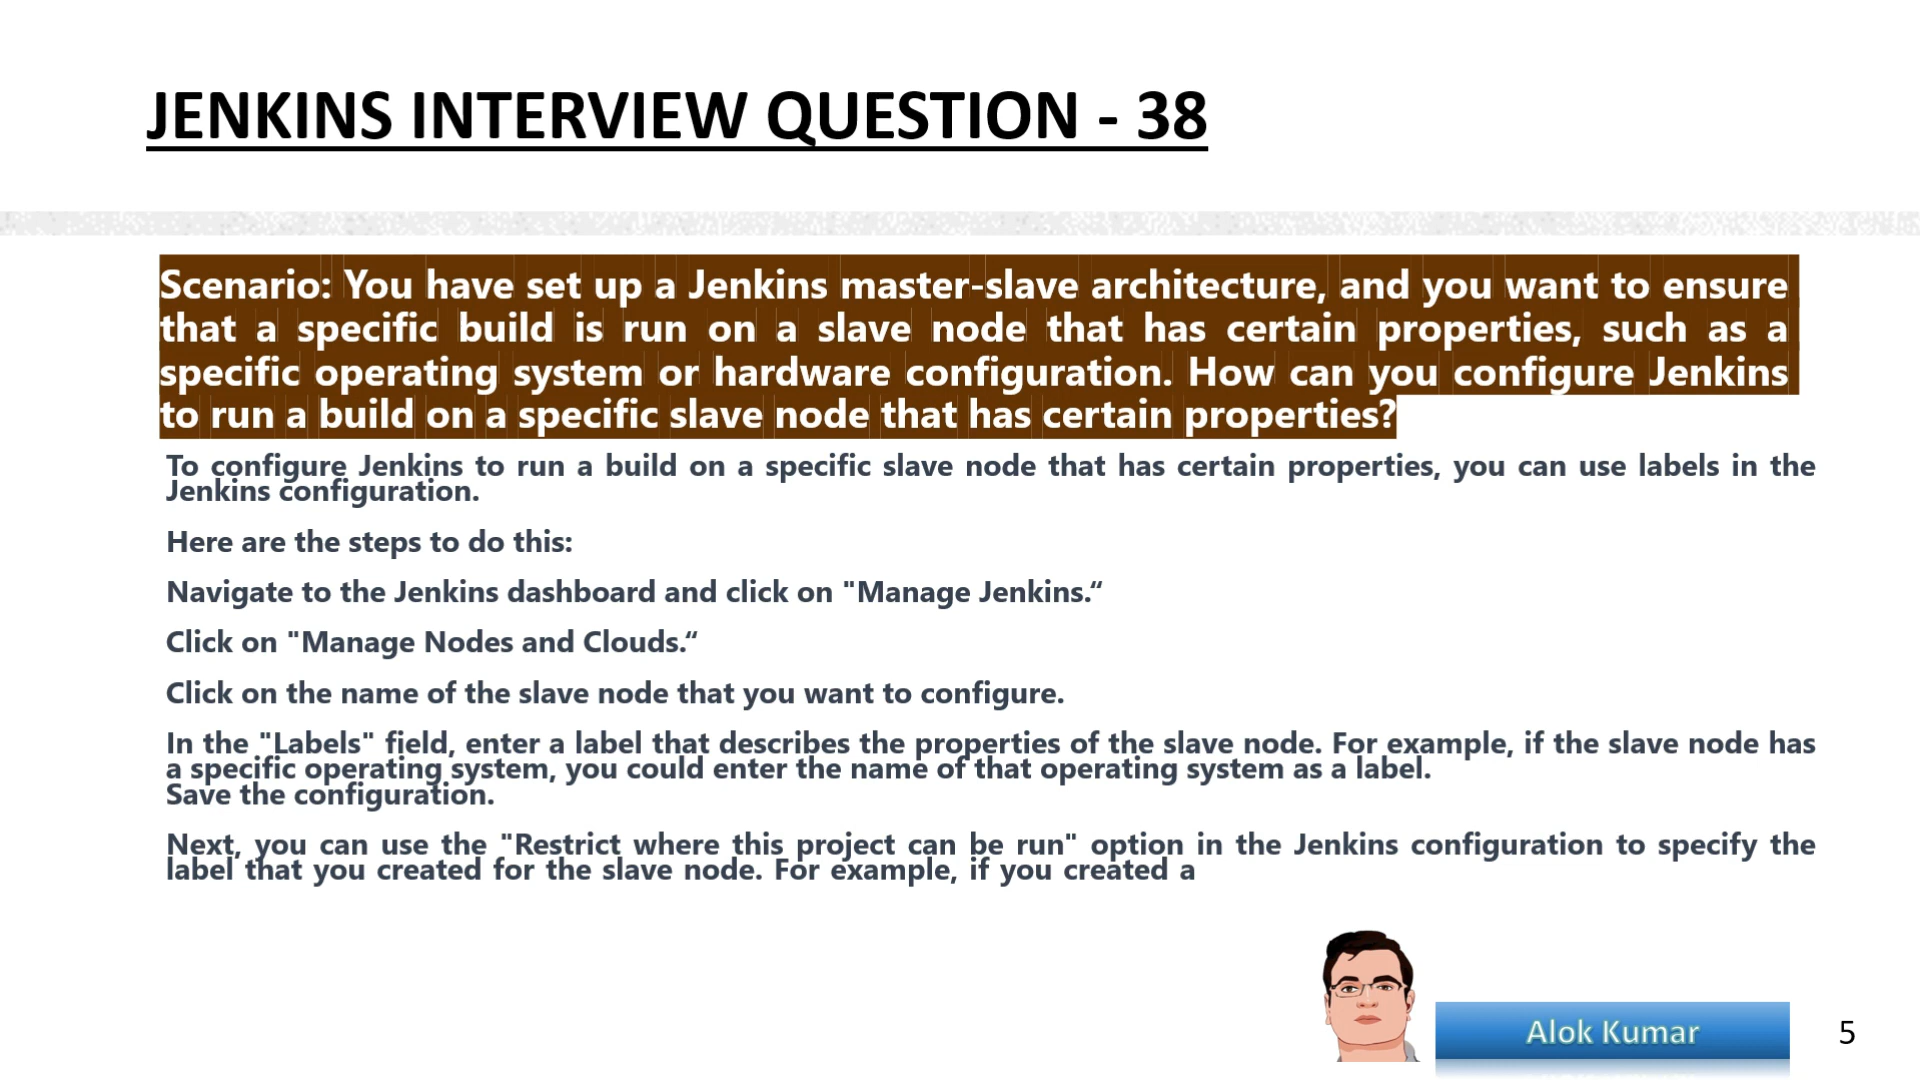 JENKINS INTERVIEW QUESTION - 38
Scenario: You have set up a Jenkins master-slave architecture, and you want to ensure
that a specific build is run on a slave node that has certain properties, such as a
specific operating system or hardware configuration. How can you configure Jenkins
to run a build on a specific slave node that has certain properties?
To configure Jenkins to run a build on a specific slave node that has certain properties, you can use labels in the
Jenkins configuration.
Here are the steps to do this:
Navigate to the Jenkins dashboard and click on "Manage Jenkins.“
Click on "Manage Nodes and Clouds.“
Click on the name of the slave node that you want to configure.
In the "Labels" field, enter a label that describes the properties of the slave node. For example, if the slave node has
a specific operating system, you could enter the name of that operating system as a label.
Save the configuration.
Next, you can use the "Restrict where this project can be run" option in the Jenkins configuration to specify the
label that you created for the slave node. For example, if you created a
Alok Kumar
5